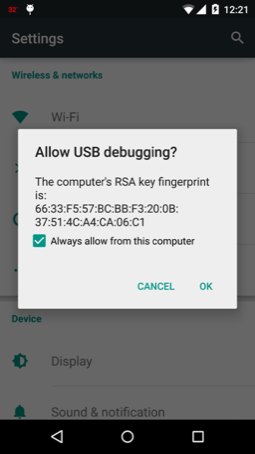 32°
12:21
Settings
Wireless & networks
Wi-Fi
Allow USB debugging?
The computer's RSA key fingerprint
is:
66:33:F5:57:BC:BB:F3:20:0B:
37:51:4C:A4:CA:06:C1
Always allow from this computer
CANCEL OK
Device
Display
Sound & notification